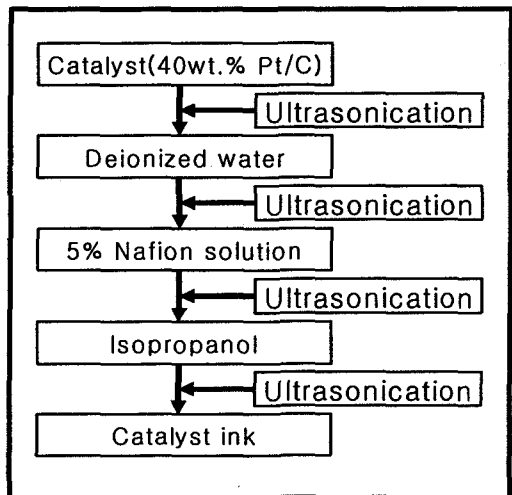 Catalyst(40wt.% Pt/C)
Ultrasonication
Deionized water
Ultrasonication
5% Nafion solution
Ultrasonication
Isopropanol
Ultrasonication
Catalyst ink